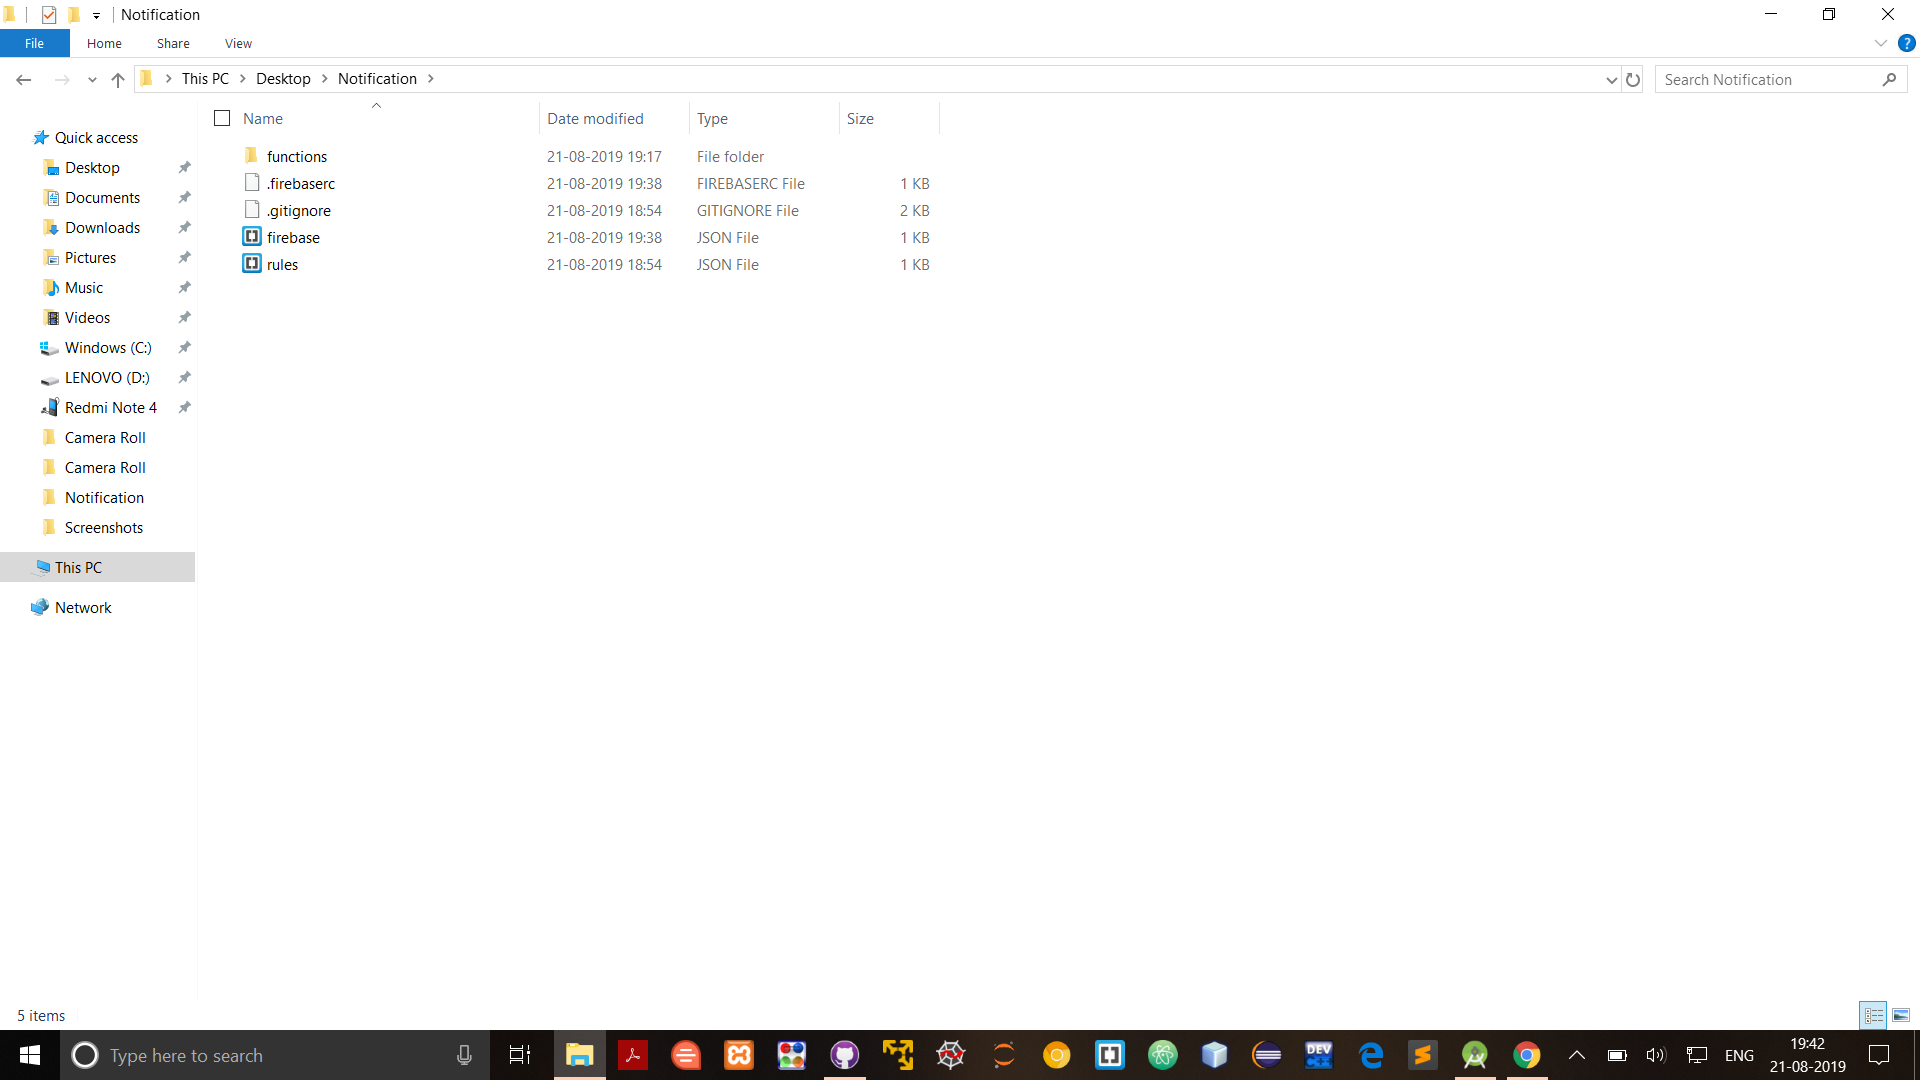 Notification
File Home Share View
This PC Desktop Notification
Search Notification
Name Date modified Type Size
functions 21-08-2019 19:17 File folder
.firebaserc 21-08-2019 19:38 FIREBASERC File 1 KB
.gitignore 21-08-2019 18:54 GITIGNORE File 2 KB
firebase 21-08-2019 19:38 JSON File 1 KB
rules 21-08-2019 18:54 JSON File 1 KB
Quick access
Desktop
Documents
Downloads
Pictures
Music
Videos
Windows (C:)
LENOVO (D:)
Redmi Note 4
Camera Roll
Camera Roll
Notification
Screenshots
This PC
Network
5 items
Type here to search
DEV
C++
ENG
19:42
21-08-2019